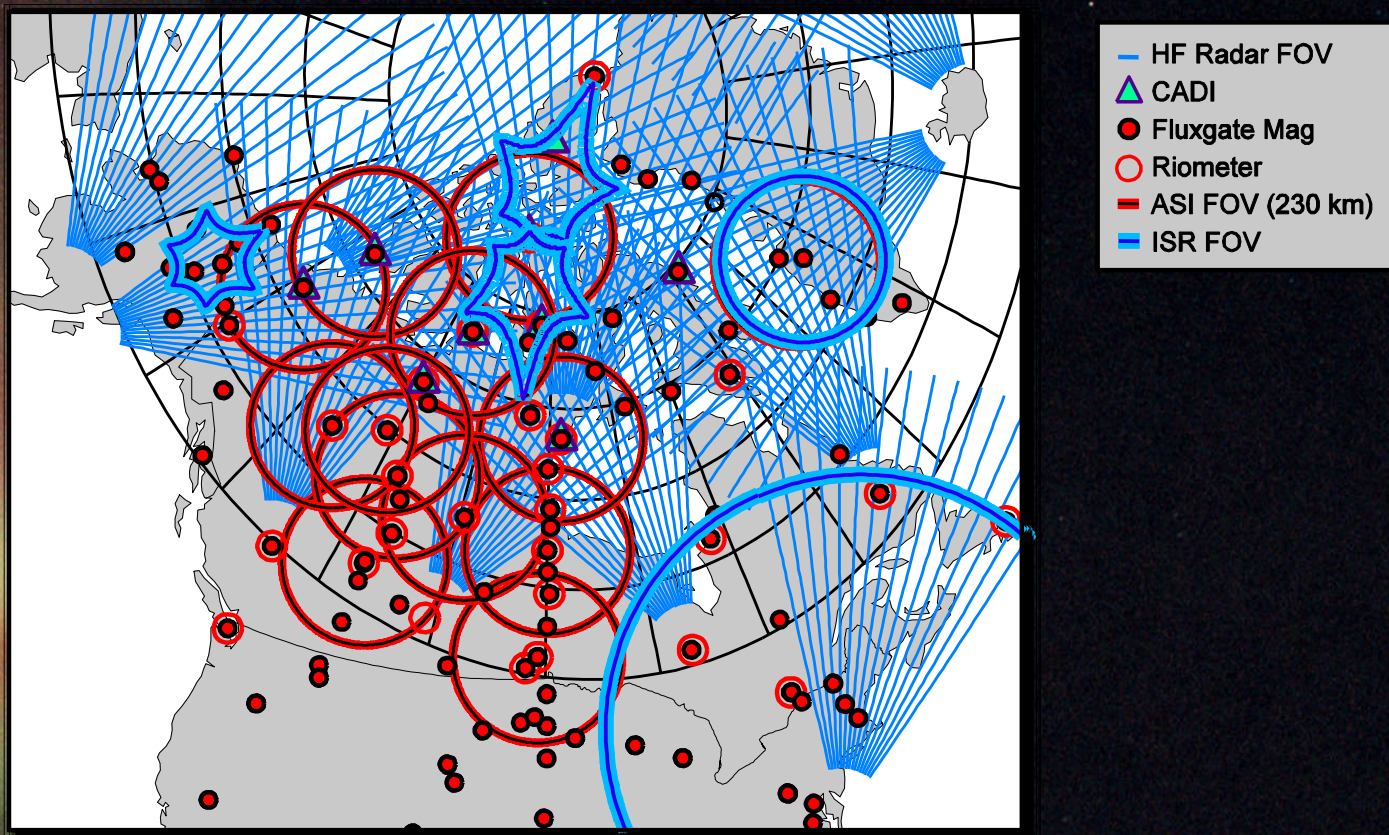 HF Radar FOV
CADI
Fluxgate Mag
Riometer
ASI FOV (230 km)
ISR FOV